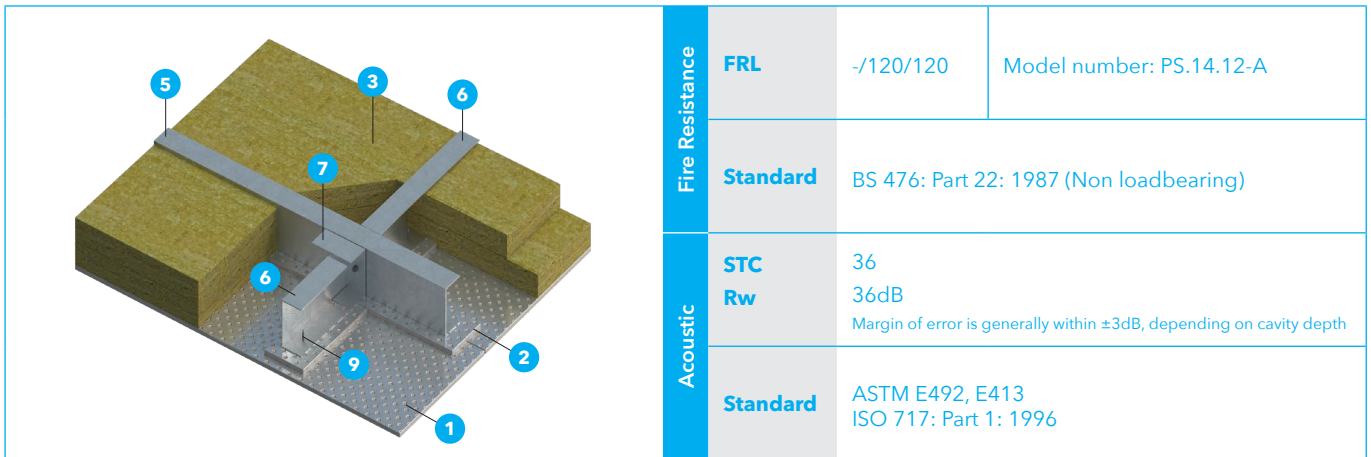 5
3
6
7
6
9
2
1
Fire Resistance
FRL
-/120/120
Model number: PS.14.12-A
Standard
BS 476: Part 22: 1987 (Non loadbearing)
Acoustic
STC
36
Rw
36dB
Margin of error is generally within ±3dB, depending on cavity depth
Standard
ASTM E492, E413
ISO 717: Part 1: 1996